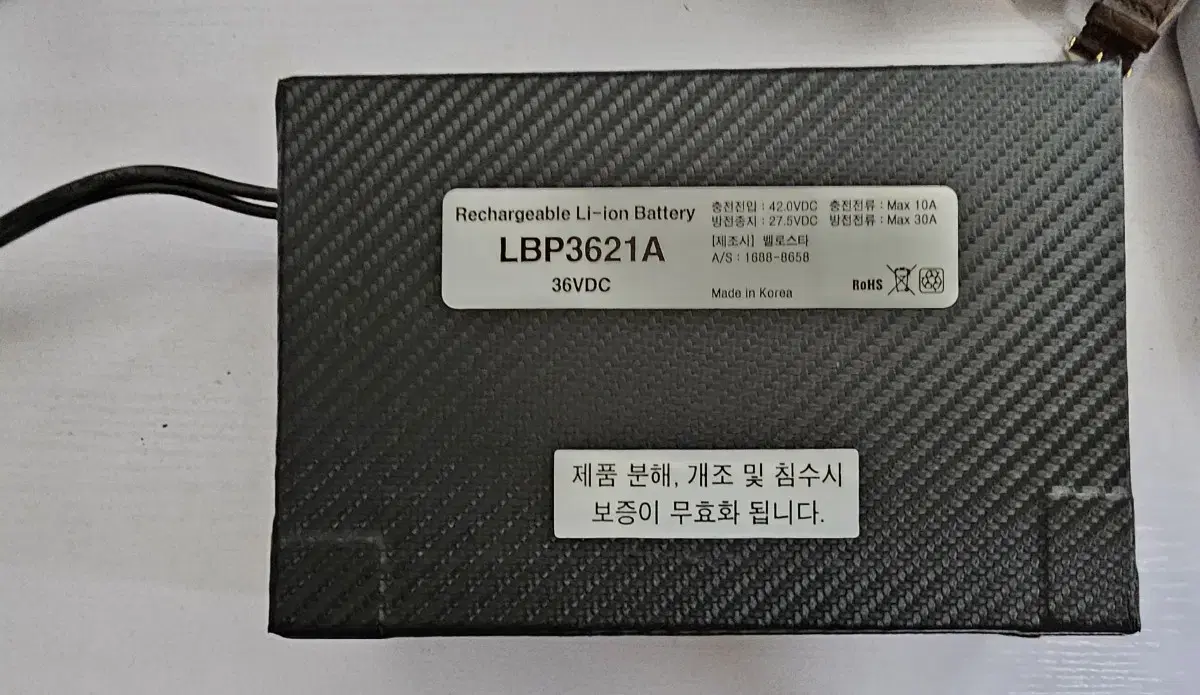 Rechargeable Li-ion Battery
LBP3621A
36VDC
충전전입 : 42.0VDC 충전전류 : Max 10A
방전종지 : 27.5VDC 방전전류 : Max 30A
[제조시] 벨로스타
A/S : 1688-8658
Made in Korea
RoHS
제품 분해, 개조 및 침수시
보증이 무효화 됩니다.